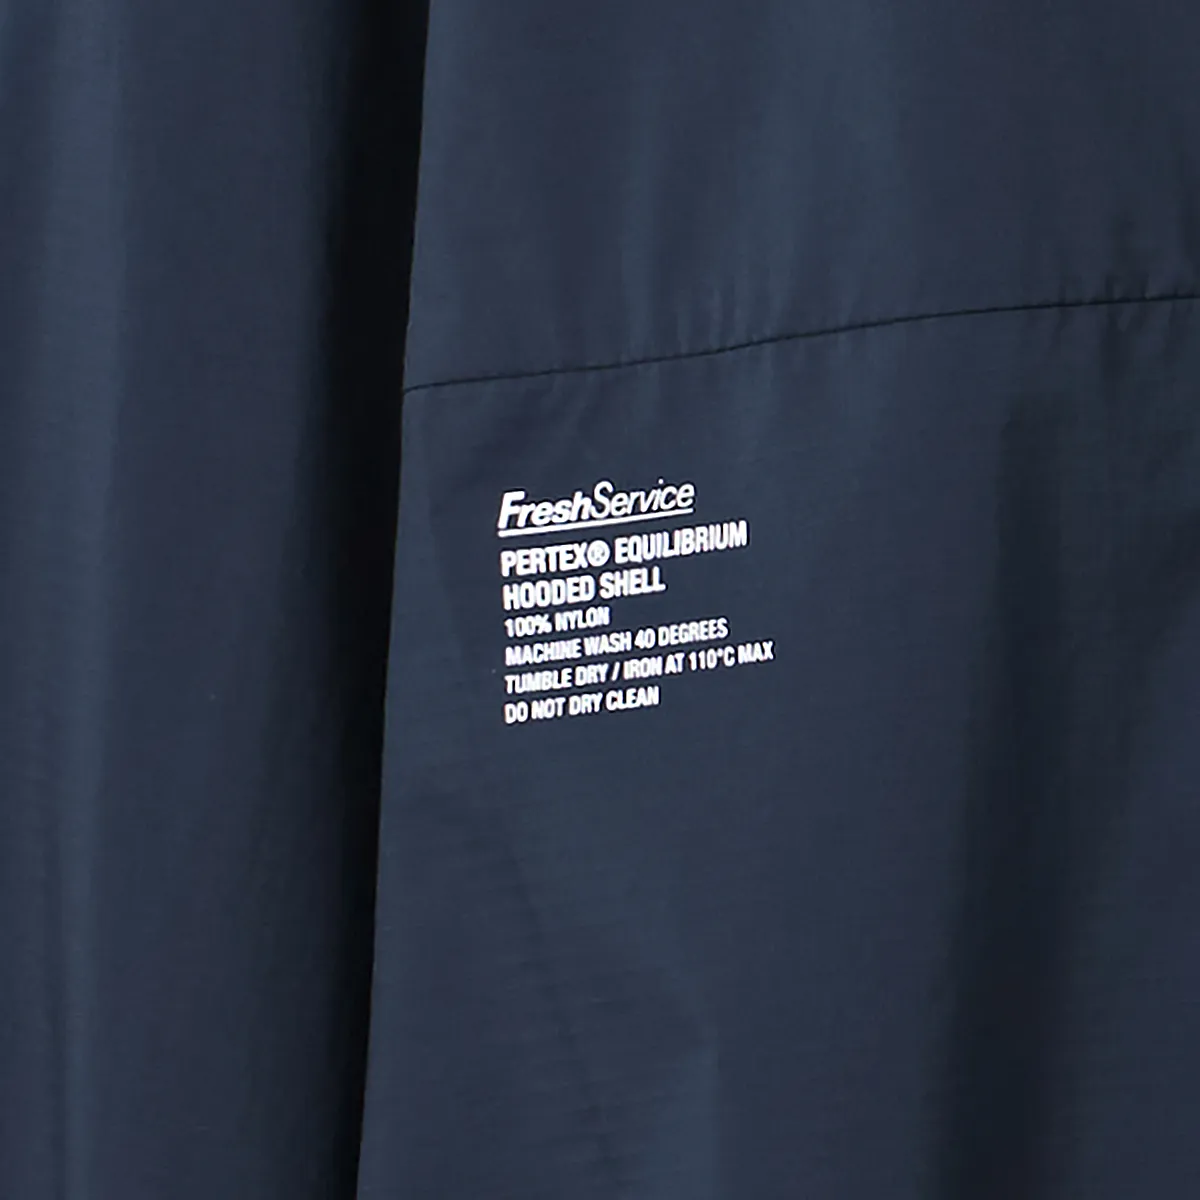 FreshService
PERTEX® EQUILIBRIUM
HOODED SHELL
100% NYLON
MACHINE WASH 40 DEGREES
TUMBLE DRY / IRON AT 110°C MAX
DO NOT DRY CLEAN